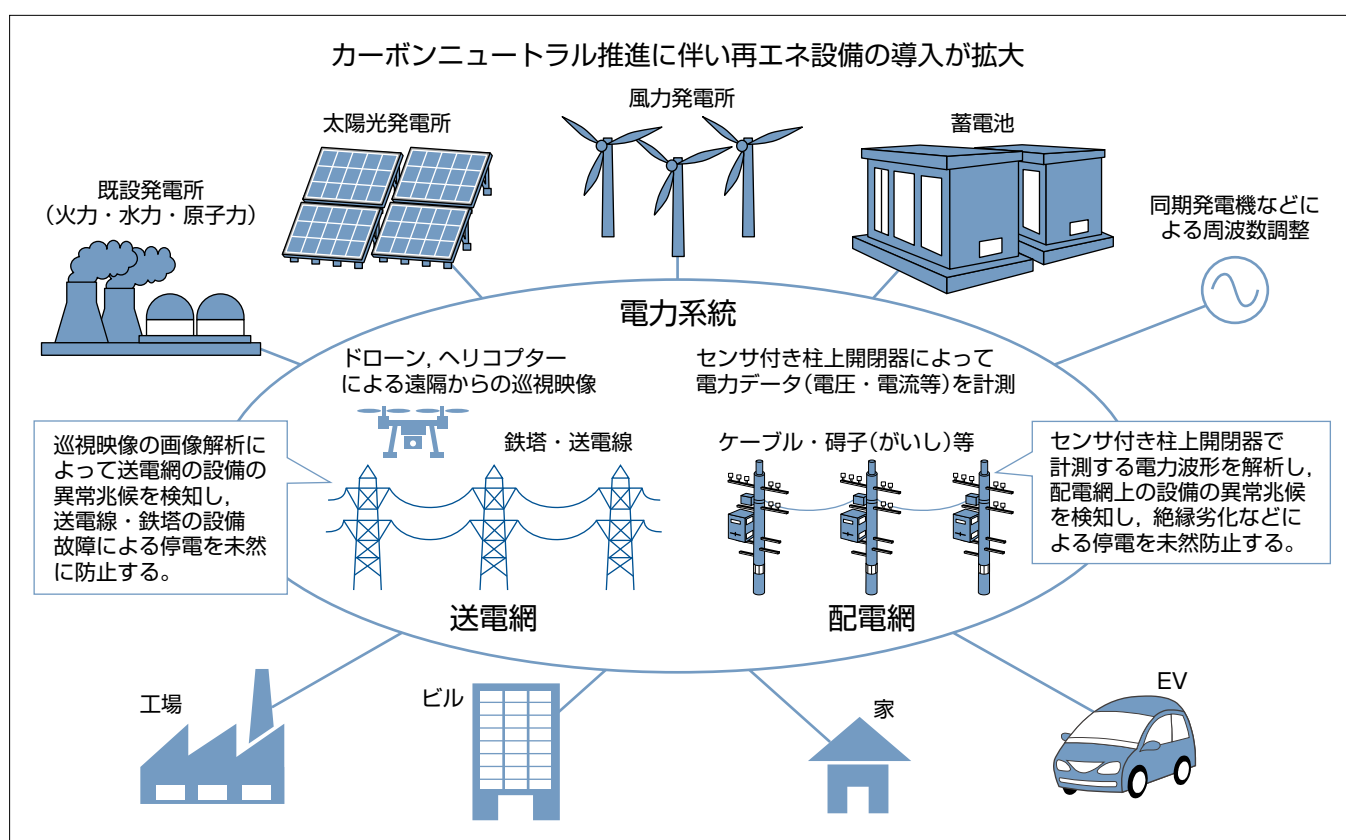 カーボンニュートラル推進に伴い再エネ設備の導入が拡大
風力発電所
太陽光発電所
蓄電池
既設発電所
（火力・水力・原子力）
同期発電機などに
よる周波数調整
電力系統
ドローン, ヘリコプター
による遠隔からの巡視映像
センサ付き柱上開閉器によって
電力データ（電圧・電流等）を計測
巡視映像の画像解析に
よって送電網の設備の
異常兆候を検知し,
送電線・鉄塔の設備
故障による停電を未然
に防止する。
鉄塔・送電線
ケーブル・碍子（がいし）等
センサ付き柱上開閉器で
計測する電力波形を解析し,
配電網上の設備の異常兆候
を検知し, 絶縁劣化などに
よる停電を未然防止する。
送電網
配電網
工場
ビル
家
EV